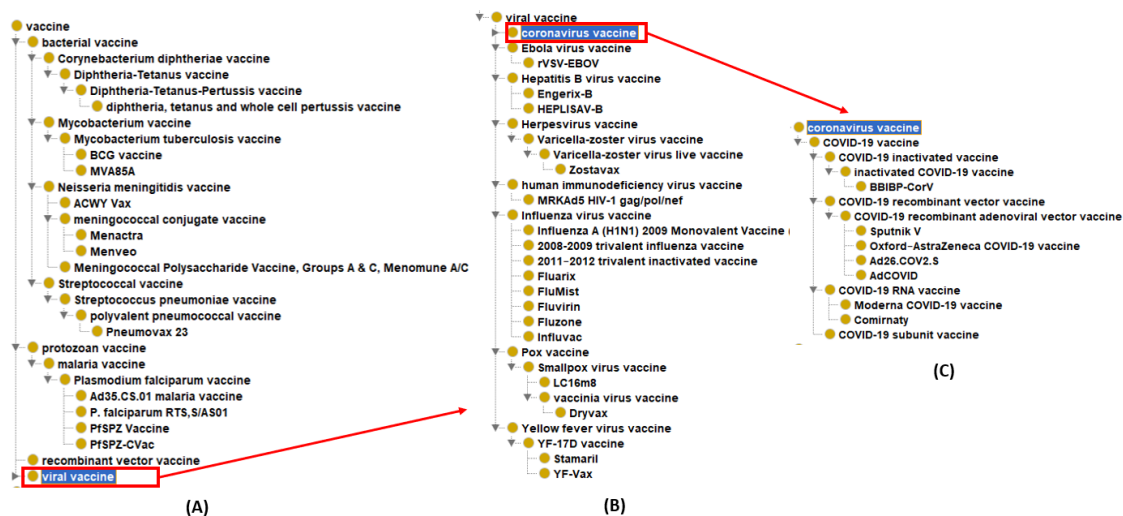 vaccine
bacterial vaccine
Corynebacterium diphtheriae vaccine
Diphtheria-Tetanus vaccine
Diphtheria-Tetanus-Pertussis vaccine
diphtheria, tetanus and whole cell pertussis vaccine
Mycobacterium vaccine
Mycobacterium tuberculosis vaccine
BCG vaccine
MVA85A
Neisseria meningitidis vaccine
ACWY Vax
meningococcal conjugate vaccine
Menactra
Menveo
Meningococcal Polysaccharide Vaccine, Groups A & C, Menomune A/C
Streptococcal vaccine
Streptococcus pneumoniae vaccine
polyvalent pneumococcal vaccine
Pneumovax 23
protozoan vaccine
malaria vaccine
Plasmodium falciparum vaccine
Ad35.CS.01 malaria vaccine
P. falciparum RTS,S/AS01
PfSPZ Vaccine
PfSPZ-CVac
recombinant vector vaccine
viral vaccine
(A)
viral vaccine
coronavirus vaccine
Ebola virus vaccine
rVSV-EBOV
Hepatitis B virus vaccine
Engerix-B
HEPLISAV-B
Herpesvirus vaccine
Varicella-zoster virus vaccine
Varicella-zoster virus live vaccine
Zostavax
human immunodeficiency virus vaccine
MRKAd5 HIV-1 gag/pol/nef
Influenza virus vaccine
Influenza A (H1N1) 2009 Monovalent Vaccine (
2008-2009 trivalent influenza vaccine
2011-2012 trivalent inactivated vaccine
Fluarix
FluMist
Fluvirin
Fluzone
Influvac
Pox vaccine
Smallpox virus vaccine
LC16m8
vaccinia virus vaccine
Dryvax
Yellow fever virus vaccine
YF-17D vaccine
Stamaril
YF-Vax
(B)
coronavirus vaccine
COVID-19 vaccine
COVID-19 inactivated vaccine
inactivated COVID-19 vaccine
BBIBP-CorV
COVID-19 recombinant vector vaccine
COVID-19 recombinant adenoviral vector vaccine
Sputnik V
Oxford-AstraZeneca COVID-19 vaccine
Ad26.COV2.S
AdCOVID
COVID-19 RNA vaccine
Moderna COVID-19 vaccine
Comirnaty
COVID-19 subunit vaccine
(C)